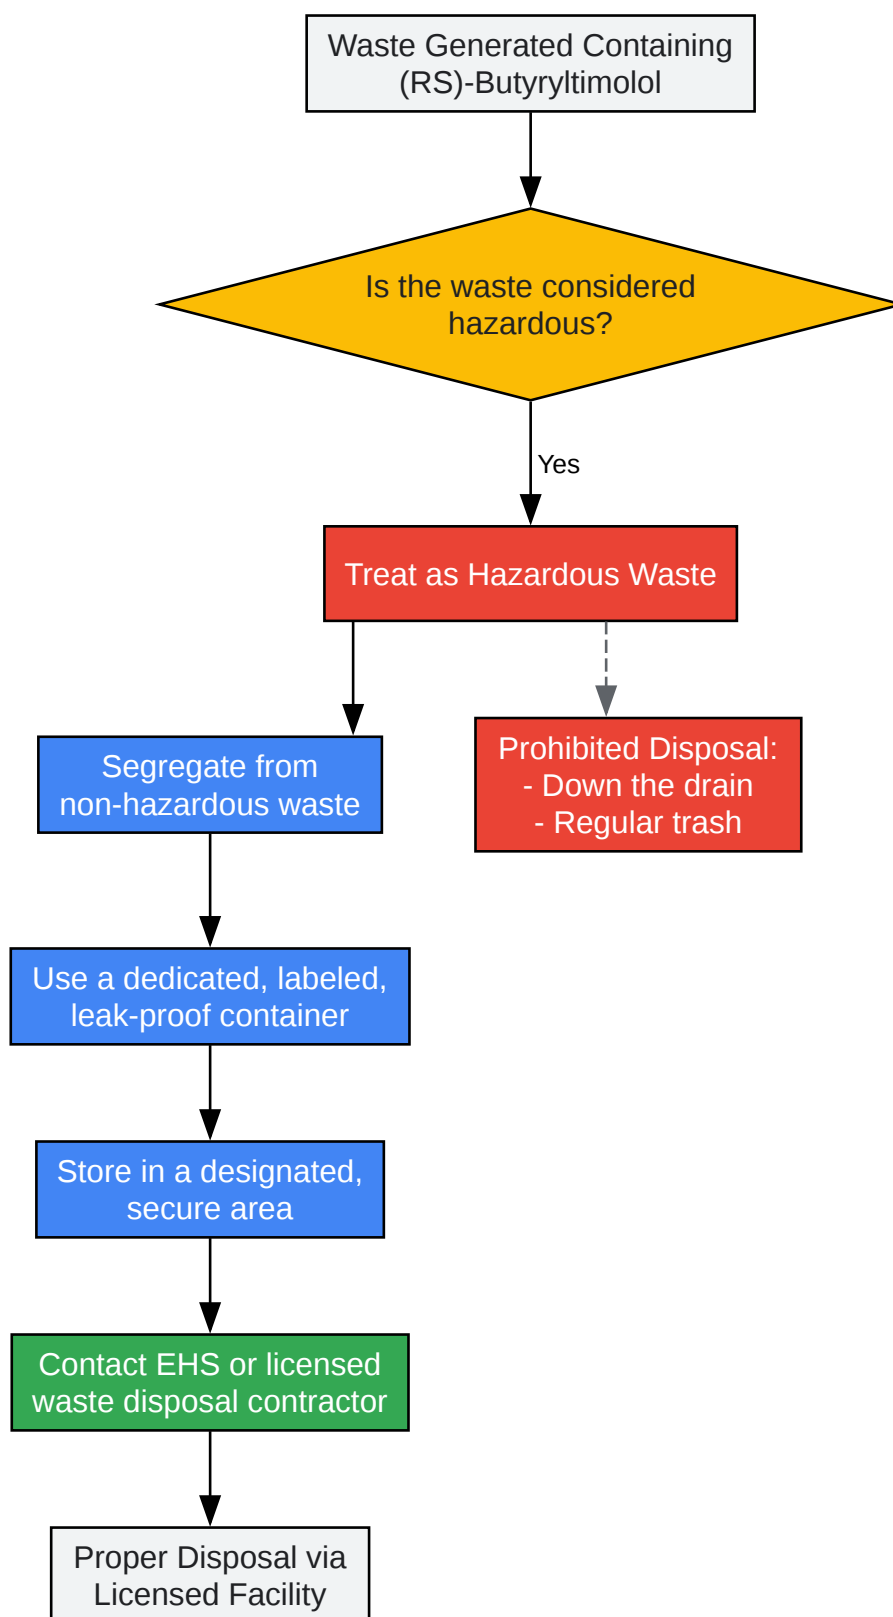 Waste Generated Containing
(RS)-Butyryltimolol
Is the waste considered
hazardous?
Yes
Treat as Hazardous Waste
Segregate from
non-hazardous waste
Prohibited Disposal:
- Down the drain
- Regular trash
Use a dedicated, labeled,
leak-proof container
Store in a designated,
secure area
Contact EHS or licensed
waste disposal contractor
Proper Disposal via
Licensed Facility